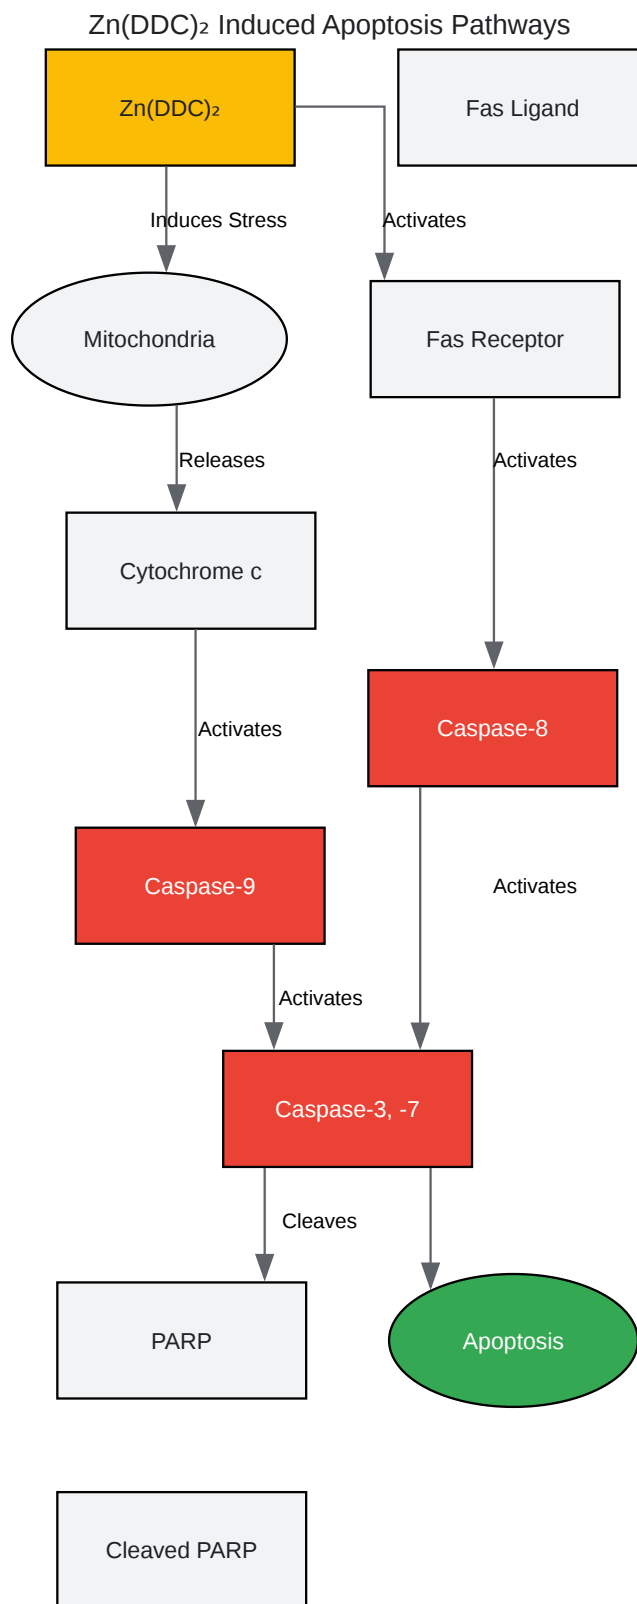 Zn(DDC)₂ Induced Apoptosis Pathways
Zn(DDC)₂
Fas Ligand
Induces Stress
Activates
Mitochondria
Fas Receptor
Releases
Activates
Cytochrome c
Activates
Caspase-8
Caspase-9
Activates
Activates
Caspase-3, -7
Cleaves
PARP
Apoptosis
Cleaved PARP